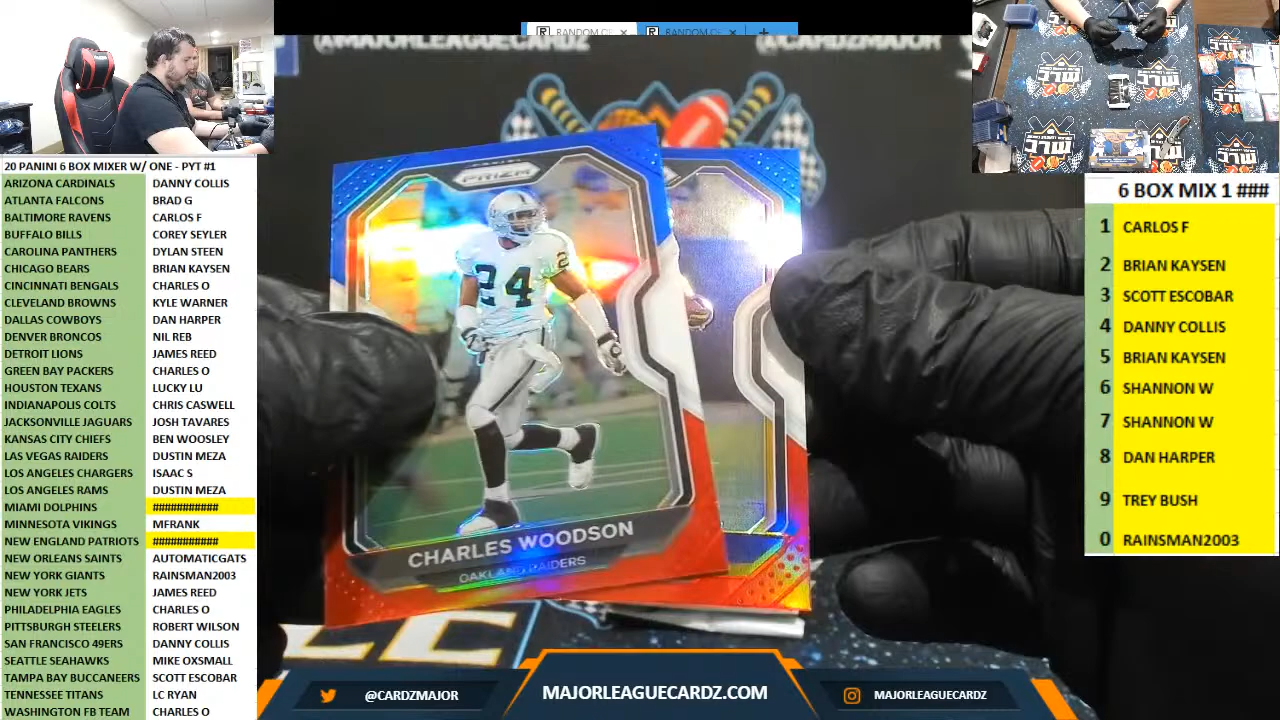 RANDOM.
RANDOM.
@MAJORLEAGUECARDZ
@CARDZMAJOR
20 PANINI 6 BOX MIXER W/ ONE - PYT #1
ARIZONA CARDINALS DANNY COLLIS
ATLANTA FALCONS BRAD G
BALTIMORE RAVENS CARLOS F
BUFFALO BILLS COREY SEYLER
CAROLINA PANTHERS DYLAN STEEN
CHICAGO BEARS BRIAN KAYSEN
CINCINNATI BENGALS CHARLES O
CLEVELAND BROWNS KYLE WARNER
DALLAS COWBOYS DAN HARPER
DENVER BRONCOS NIL REB
DETROIT LIONS JAMES REED
GREEN BAY PACKERS CHARLES O
HOUSTON TEXANS LUCKY LU
INDIANAPOLIS COLTS CHRIS CASWELL
JACKSONVILLE JAGUARS JOSH TAVARES
KANSAS CITY CHIEFS BEN WOOSLEY
LAS VEGAS RAIDERS DUSTIN MEZA
LOS ANGELES CHARGERS ISAAC S
LOS ANGELES RAMS DUSTIN MEZA
MIAMI DOLPHINS ###########
MINNESOTA VIKINGS MFRANK
NEW ENGLAND PATRIOTS ###########
NEW ORLEANS SAINTS AUTOMATICGATS
NEW YORK GIANTS RAINSMAN2003
NEW YORK JETS JAMES REED
PHILADELPHIA EAGLES CHARLES O
PITTSBURGH STEELERS ROBERT WILSON
SAN FRANCISCO 49ERS DANNY COLLIS
SEATTLE SEAHAWKS MIKE OXSMALL
TAMPA BAY BUCCANEERS SCOTT ESCOBAR
TENNESSEE TITANS LC RYAN
WASHINGTON FB TEAM CHARLES O
PANINI
PRIZM
24
CHARLES WOODSON
OAKLAND RAIDERS
6 BOX MIX 1 ###
1 CARLOS F
2 BRIAN KAYSEN
3 SCOTT ESCOBAR
4 DANNY COLLIS
5 BRIAN KAYSEN
6 SHANNON W
7 SHANNON W
8 DAN HARPER
9 TREY BUSH
0 RAINSMAN2003
@CARDZMAJOR
MAJORLEAGUECARDZ.COM
MAJORLEAGUECARDZ